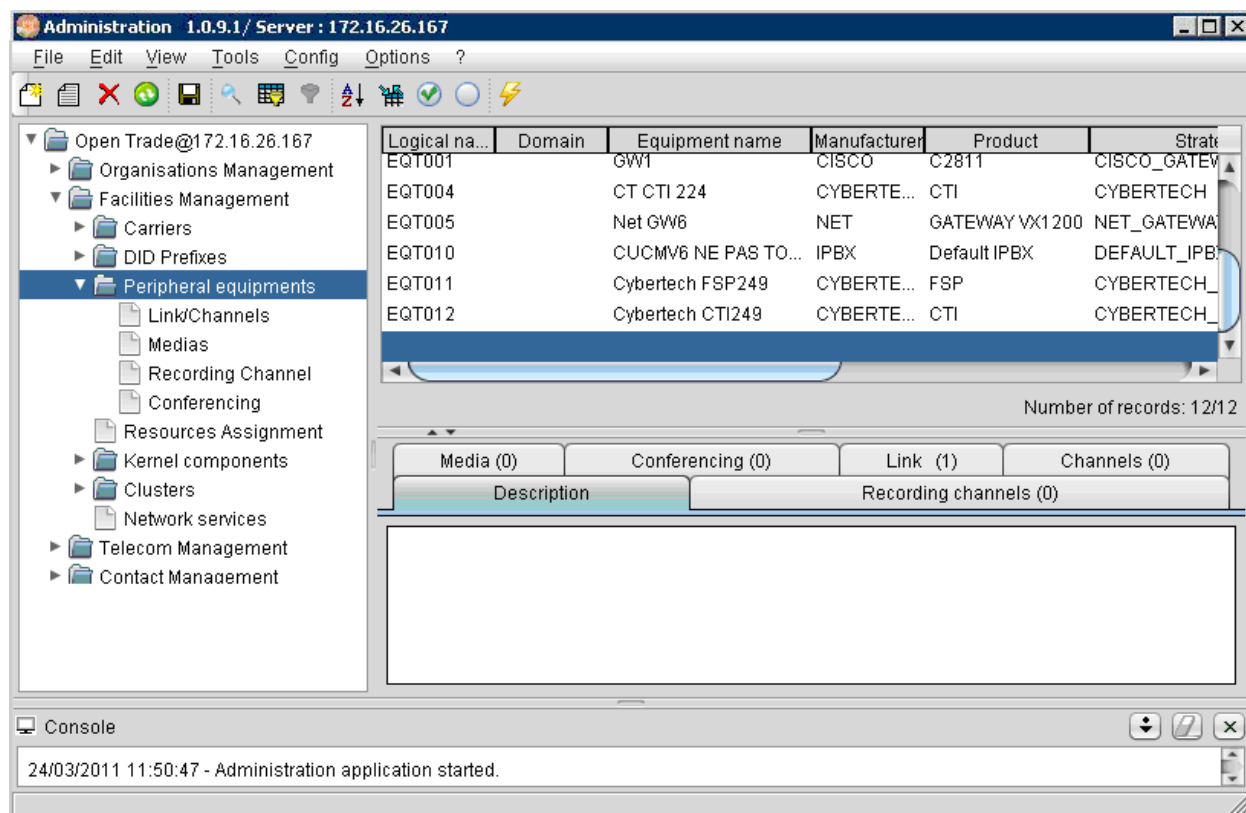 Administration 1.0.9.1/ Server : 172.16.26.167
File Edit View Tools Config Options ?
Open Trade@172.16.26.167
Organisations Management
Facilities Management
Carriers
DID Prefixes
Peripheral equipments
Link/Channels
Medias
Recording Channel
Conferencing
Resources Assignment
Kernel components
Clusters
Network services
Telecom Management
Contact Management
Logical na... Domain Equipment name Manufacturer Product Strate
EQT001 GW1 CISCO C2811 CISCO_GATEW
EQT004 CT CTI 224 CYBERTE... CTI CYBERTECH
EQT005 Net GW6 NET GATEWAY VX1200 NET_GATEWA
EQT010 CUCMV6 NE PAS TO... IPBX Default IPBX DEFAULT_IPB
EQT011 Cybertech FSP249 CYBERTE... FSP CYBERTECH_
EQT012 Cybertech CTI249 CYBERTE... CTI CYBERTECH_
Number of records: 12/12
Media (0) Conferencing (0) Link (1) Channels (0)
Description Recording channels (0)
Console
24/03/2011 11:50:47 - Administration application started.